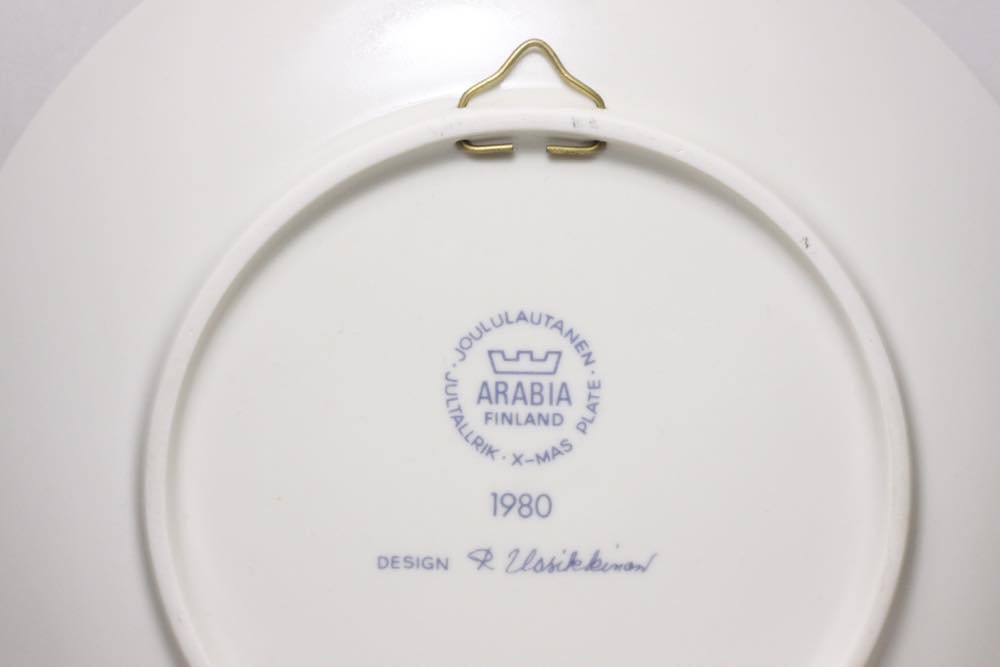 JOULULAUTANEN · X-MAS PLATE · JULTALLRIK ·
ARABIA
FINLAND
1980
DESIGN R Uosikkinen